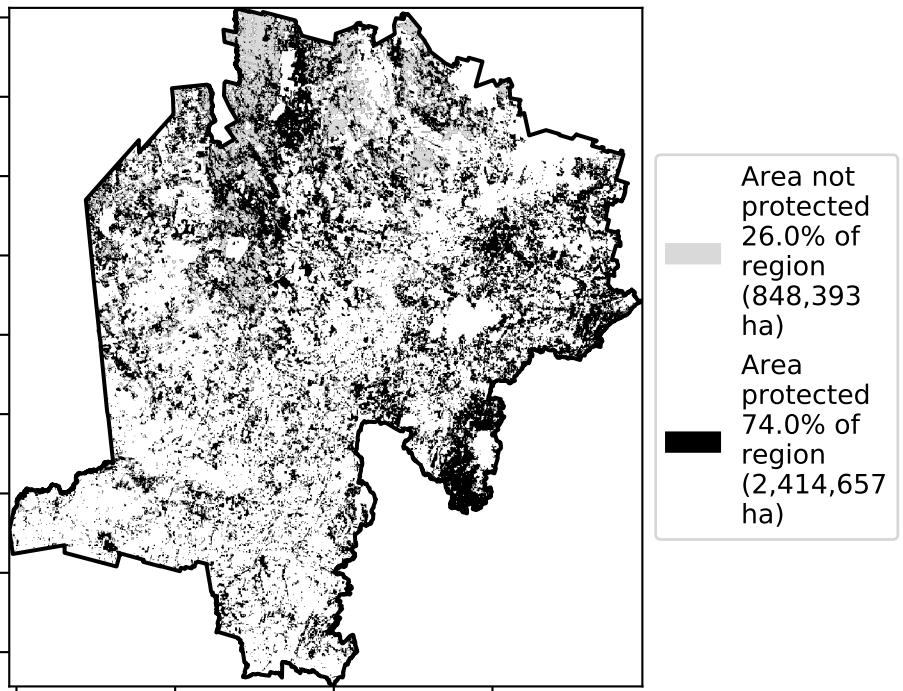 Area not
protected
26.0% of
region
(848,393
ha)
Area
protected
74.0% of
region
(2,414,657
ha)